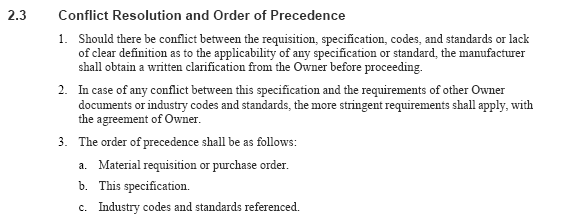 2.3 Conflict Resolution and Order of Precedence
1. Should there be conflict between the requisition, specification, codes, and standards or lack
of clear definition as to the applicability of any specification or standard, the manufacturer
shall obtain a written clarification from the Owner before proceeding.
2. In case of any conflict between this specification and the requirements of other Owner
documents or industry codes and standards, the more stringent requirements shall apply, with
the agreement of Owner.
3. The order of precedence shall be as follows:
a. Material requisition or purchase order.
b. This specification.
c. Industry codes and standards referenced.